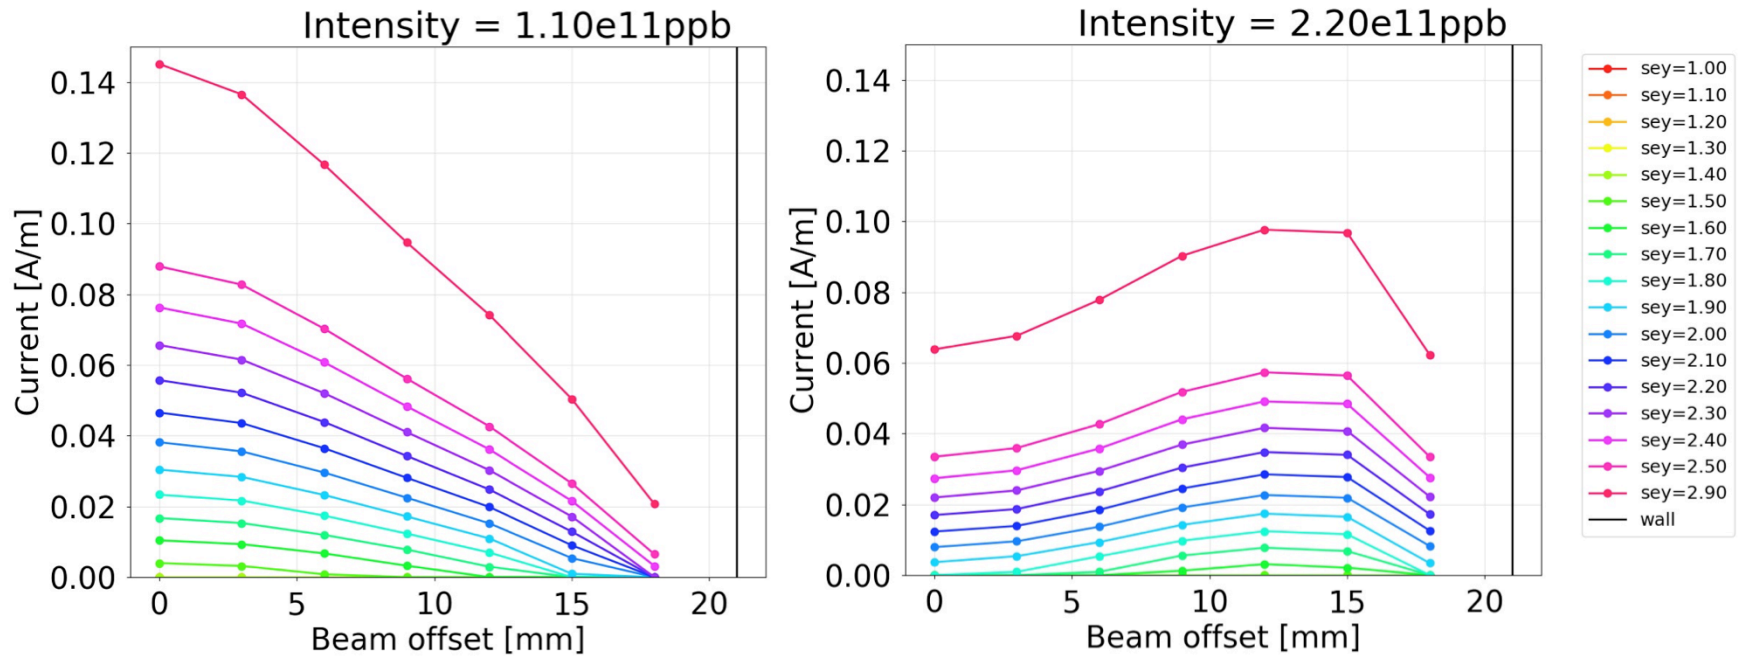 Intensity = 1.10e11ppb
0.14
0.12
0.10
0.08
0.06
0.04
0.02
0.00
Current [A/m]
0 5 10 15 20
Beam offset [mm]
Intensity = 2.20e11ppb
0.14
0.12
0.10
0.08
0.06
0.04
0.02
0.00
Current [A/m]
0 5 10 15 20
Beam offset [mm]
sey=1.00
sey=1.10
sey=1.20
sey=1.30
sey=1.40
sey=1.50
sey=1.60
sey=1.70
sey=1.80
sey=1.90
sey=2.00
sey=2.10
sey=2.20
sey=2.30
sey=2.40
sey=2.50
sey=2.90
wall